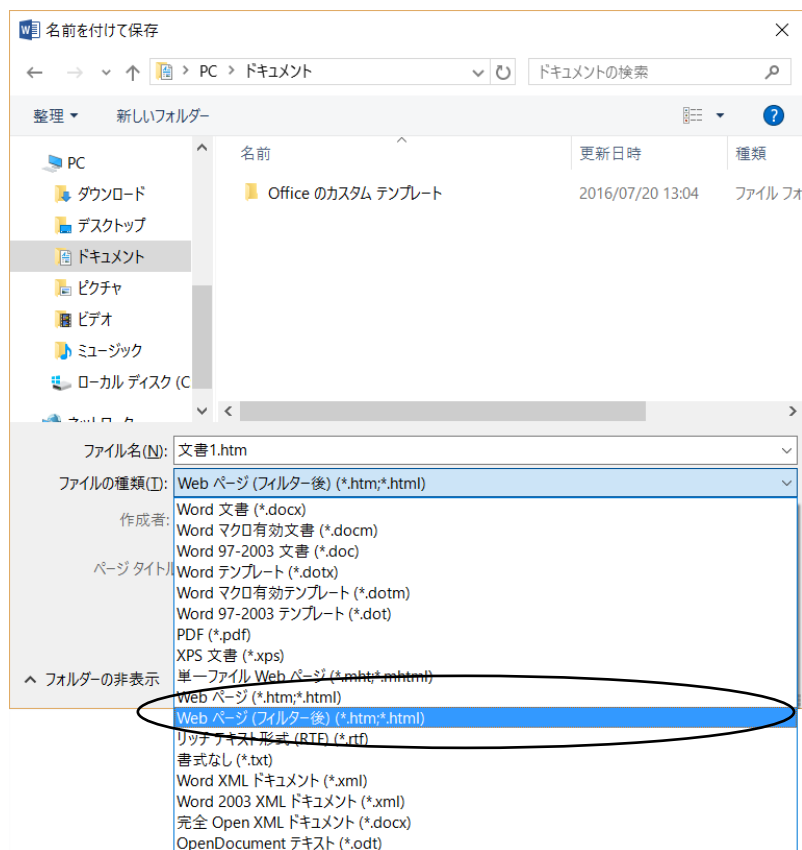 名前を付けて保存
PC > ドキュメント
ドキュメントの検索
整理
新しいフォルダー
名前
更新日時
種類
PC
ダウンロード
デスクトップ
ドキュメント
ピクチャ
ビデオ
ミュージック
ローカル ディスク (C
Office のカスタム テンプレート
2016/07/20 13:04
ファイル フォ
ファイル名(N):
文書1.htm
ファイルの種類(T):
Web ページ (フィルター後) (*.htm;*.html)
作成者:
ページ タイトル
フォルダーの非表示
Word 文書 (*.docx)
Word マクロ有効文書 (*.docm)
Word 97-2003 文書 (*.doc)
Word テンプレート (*.dotx)
Word マクロ有効テンプレート (*.dotm)
Word 97-2003 テンプレート (*.dot)
PDF (*.pdf)
XPS 文書 (*.xps)
単一ファイル Web ページ (*.mht;*.mhtml)
Web ページ (*.htm;*.html)
Web ページ (フィルター後) (*.htm;*.html)
リッチ テキスト形式 (RTF) (*.rtf)
書式なし (*.txt)
Word XML ドキュメント (*.xml)
Word 2003 XML ドキュメント (*.xml)
完全 Open XML ドキュメント (*.docx)
OpenDocument テキスト (*.odt)